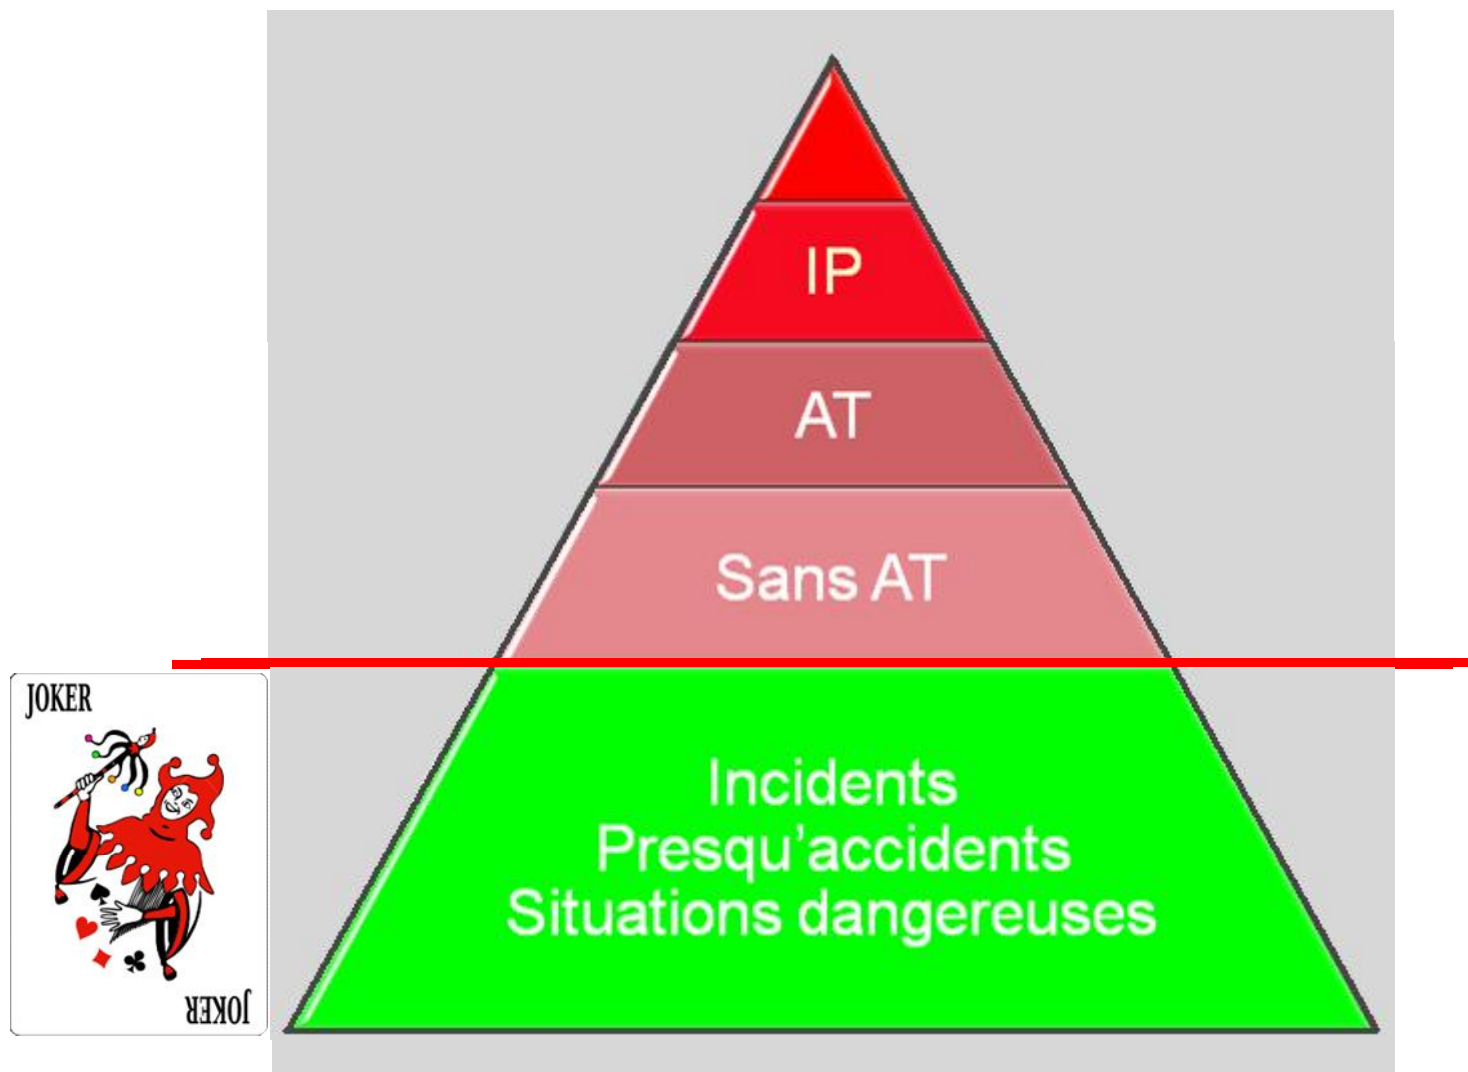 IP
AT
Sans AT
JOKER
Incidents
Presqu'accidents
Situations dangereuses
JOKER